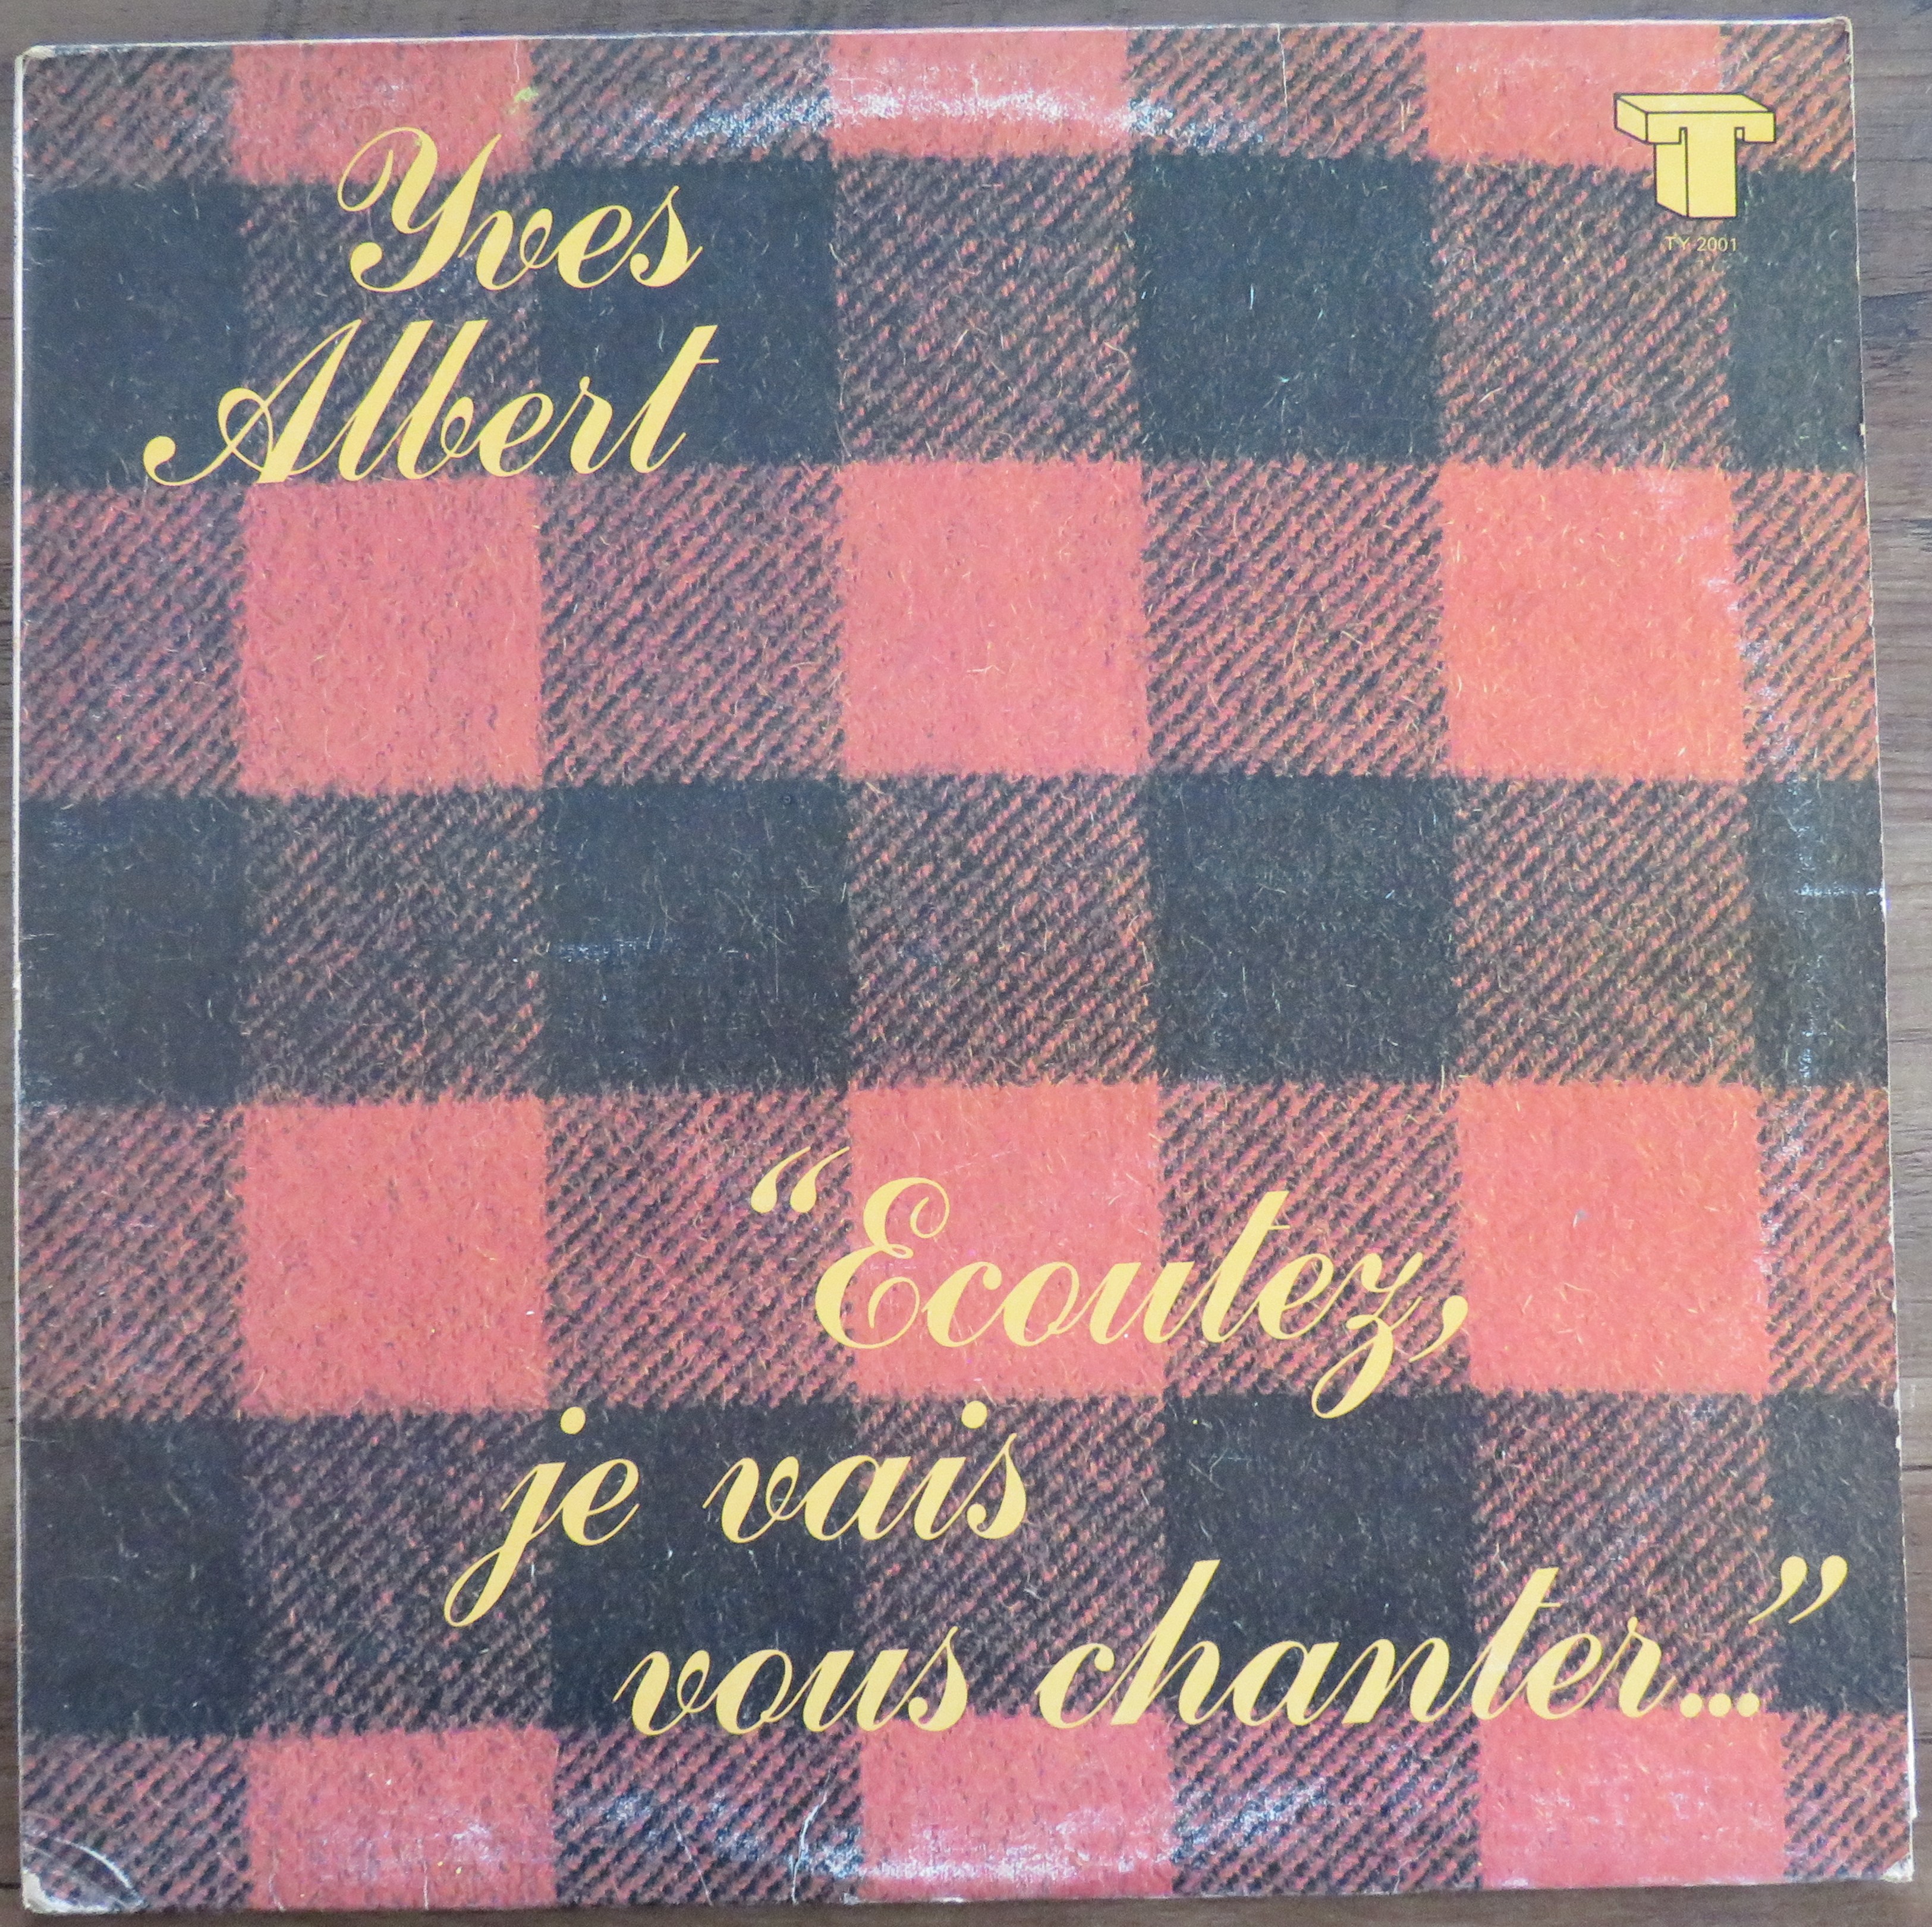 Yves
Albert
T
TY-2001
“Ecoutez,
je vais
vous chanter...”